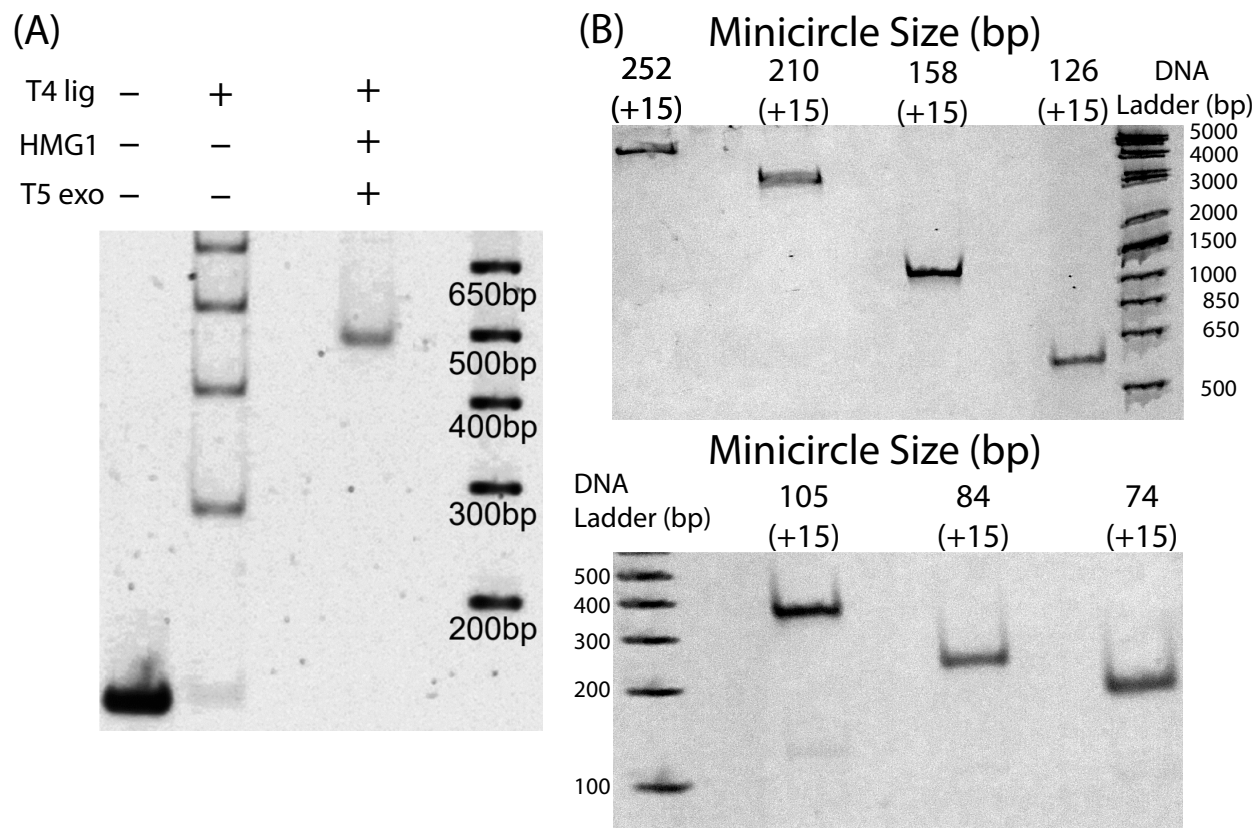 (A)
T4 lig – + +
HMG1 – – +
T5 exo – – +
650bp
500bp
400bp
300bp
200bp
(B)
Minicircle Size (bp)
252 210 158 126 DNA
(+15) (+15) (+15) (+15) Ladder (bp)
5000
4000
3000
2000
1500
1000
850
650
500
Minicircle Size (bp)
DNA 105 84 74
Ladder (bp) (+15) (+15) (+15)
500
400
300
200
100